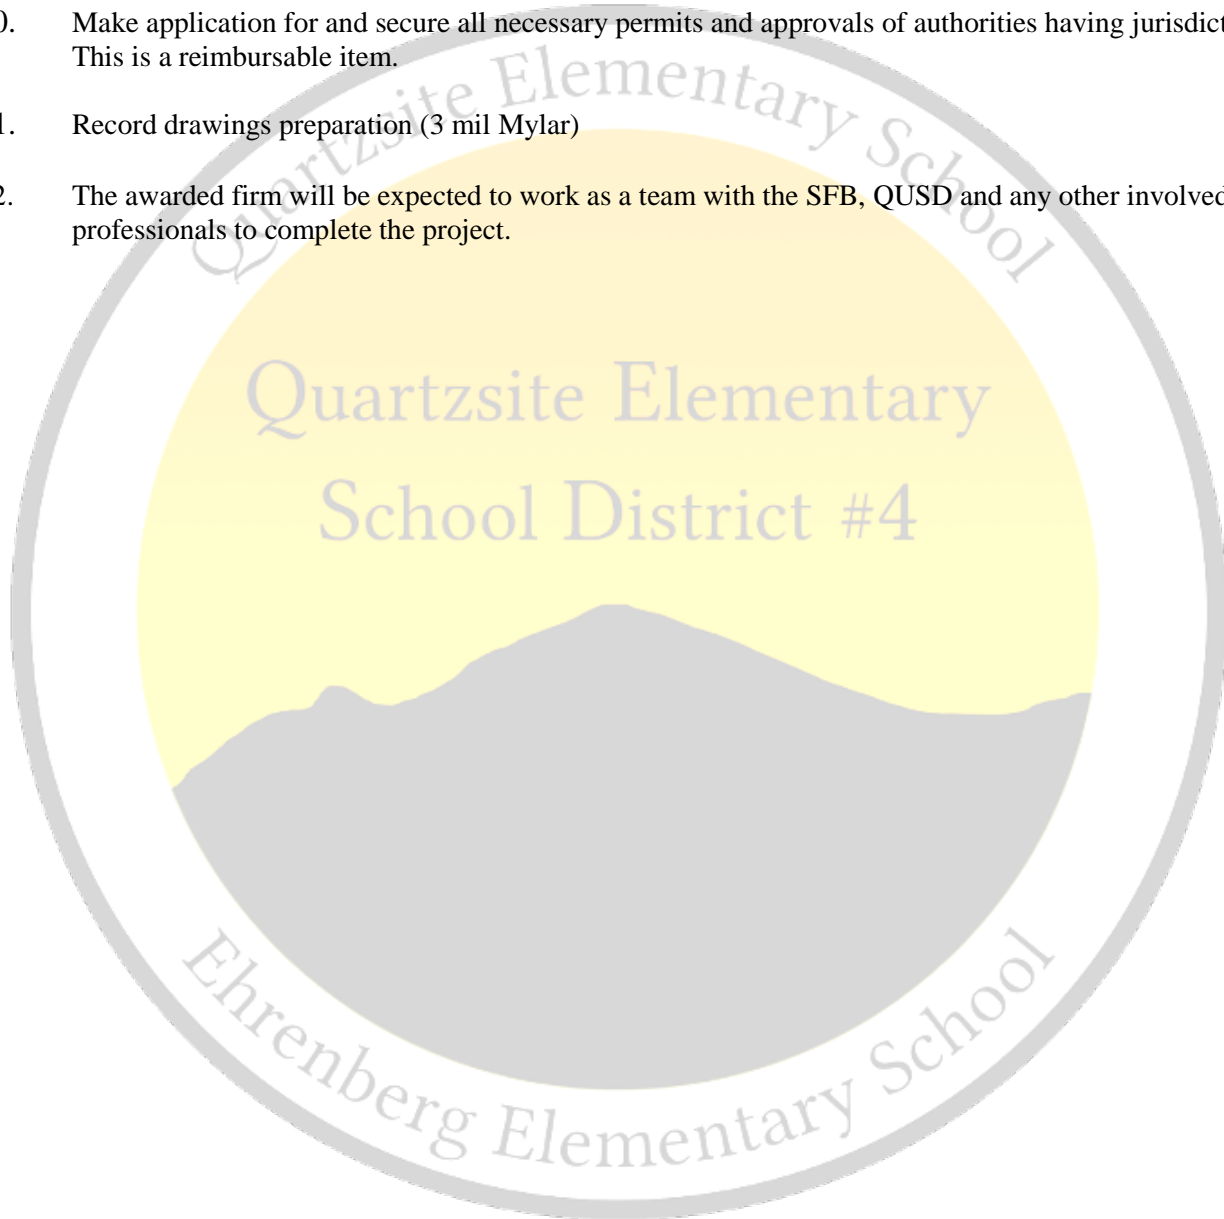 0. Make application for and secure all necessary permits and approvals of authorities having
This is a reimbursable item.
1. Record drawings preparation (3 mil Mylar)
2. The awarded firm will be expected to work as a team with the SFB, QUSD and any other involved
professionals to complete the project.
Quartzsite Elementary School
Quartzsite Elementary
School District #4
Ehrenberg Elementary School